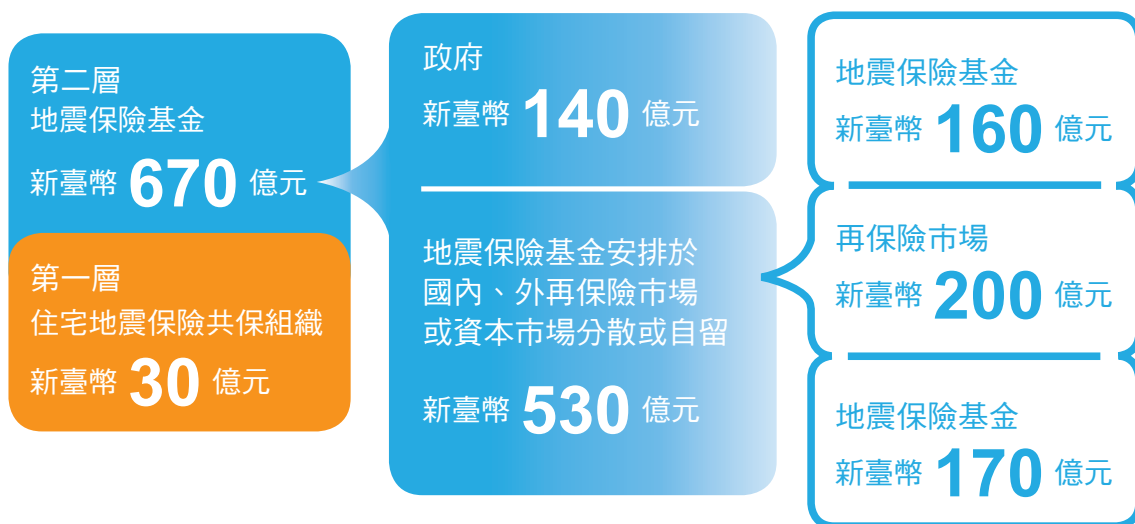 第二層
地震保險基金
新臺幣 670 億元
第一層
住宅地震保險共保組織
新臺幣 30 億元
政府
新臺幣 140 億元
地震保險基金安排於
國內、外再保險市場
或資本市場分散或自留
新臺幣 530 億元
地震保險基金
新臺幣 160 億元
再保險市場
新臺幣 200 億元
地震保險基金
新臺幣 170 億元